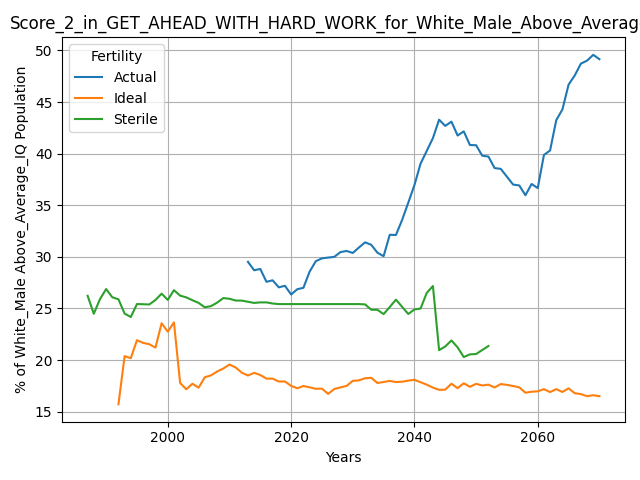 Score_2_in_GET_AHEAD_WITH_HARD_WORK_for_White_Male_Above_Averag
Fertility
Actual
Ideal
Sterile
% of White_Male Above_Average_IQ Population
50
45
40
35
30
25
20
15
2000
2020
2040
2060
Years